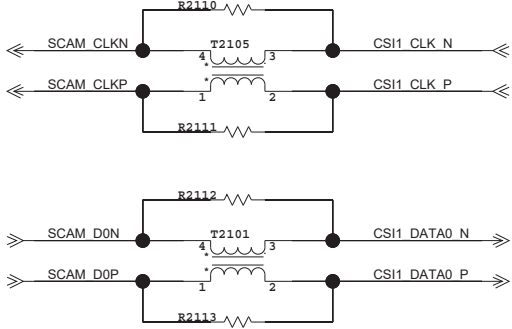 R2110
SCAM_CLKN
T2105
CSI1_CLK_N
4
3
SCAM_CLKP
CSI1_CLK_P
1
2
R2111
R2112
SCAM_D0N
T2101
CSI1_DATA0_N
4
3
SCAM_D0P
CSI1_DATA0_P
1
2
R2113